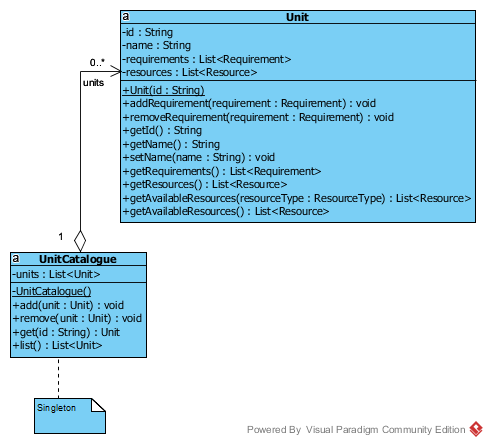 a
Unit
-id : String
-name : String
-requirements : List<Requirement>
-resources : List<Resource>
+Unit(id : String)
+addRequirement(requirement : Requirement) : void
+removeRequirement(requirement : Requirement) : void
+getId() : String
+getName() : String
+setName(name : String) : void
+getRequirements() : List<Requirement>
+getResources() : List<Resource>
+getAvailableResources(resourceType : ResourceType) : List<Resource>
+getAvailableResources() : List<Resource>
0..*
units
1
a
UnitCatalogue
-units : List<Unit>
-UnitCatalogue()
+add(unit : Unit) : void
+remove(unit : Unit) : void
+get(id : String) : Unit
+list() : List<Unit>
Singleton
Powered By Visual Paradigm Community Edition